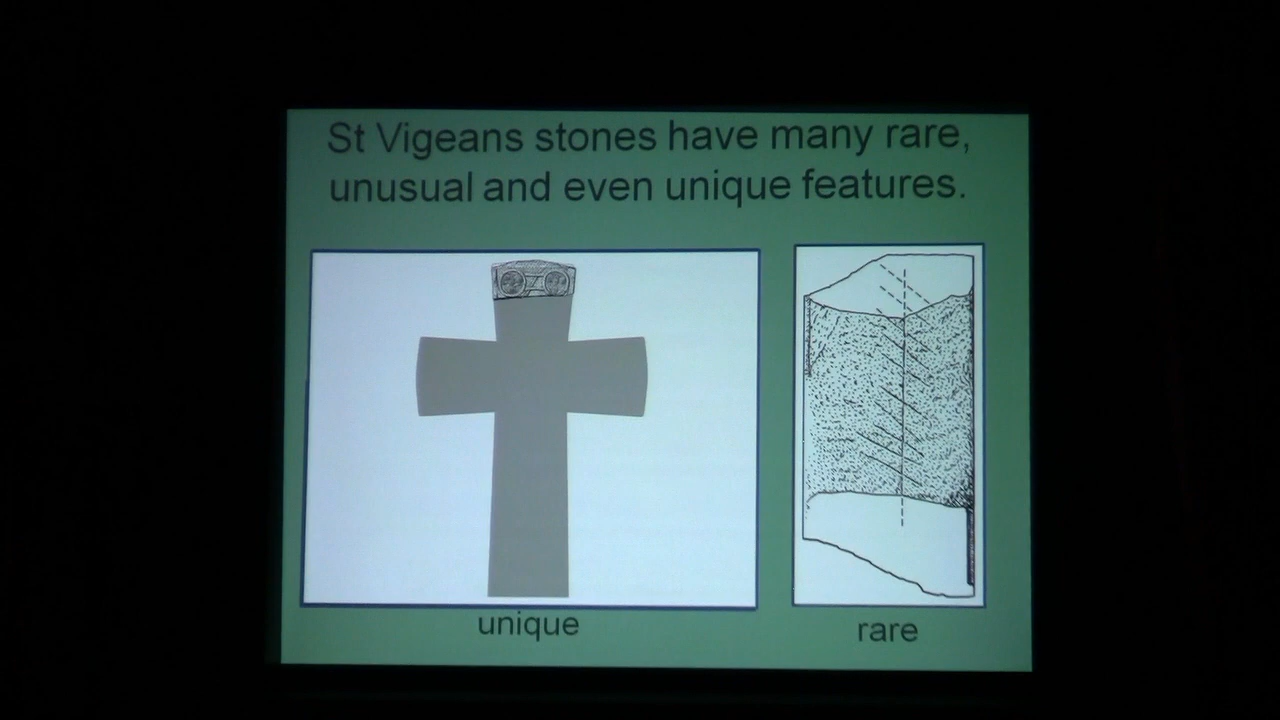 St Vigeans stones have many rare,
unusual and even unique features.
unique
rare